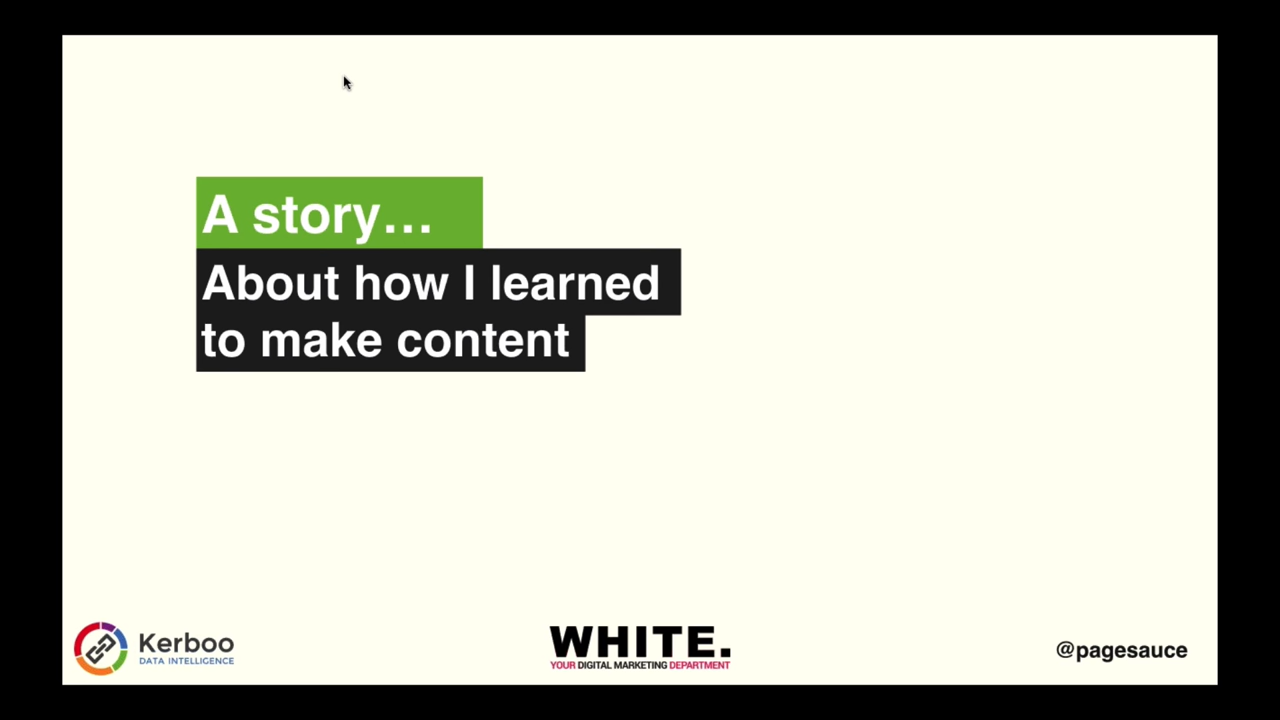 A story…
About how I learned
to make content
Kerboo
DATA INTELLIGENCE
WHITE.
YOUR DIGITAL MARKETING DEPARTMENT
@pagesauce